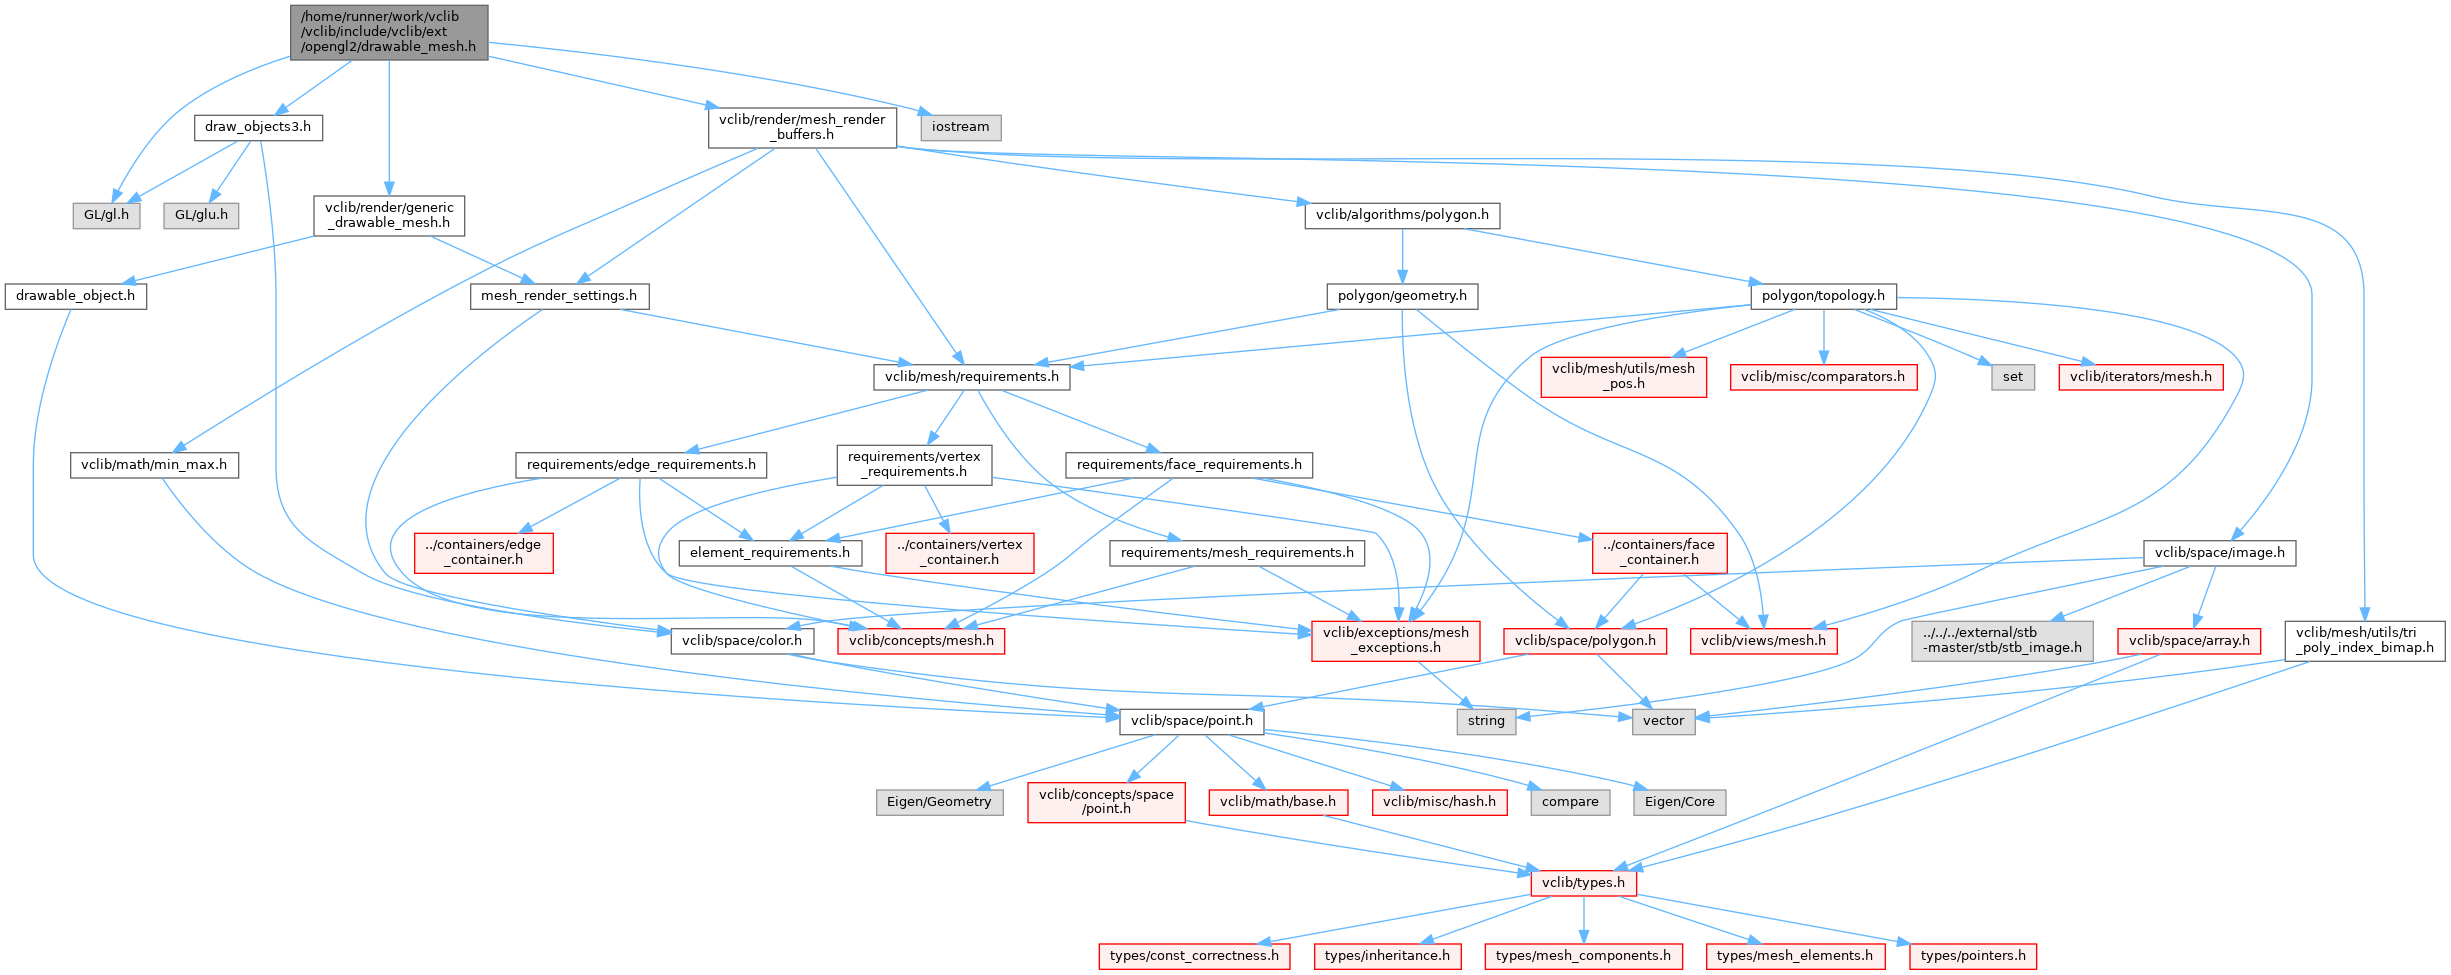 /home/runner/work/vclib
/vclib/include/vclib/ext
/opengl2/drawable_mesh.h
draw_objects3.h
vclib/render/mesh_render
_buffers.h
iostream
GL/gl.h
GL/glu.h
vclib/render/generic
_drawable_mesh.h
vclib/algorithms/polygon.h
drawable_object.h
mesh_render_settings.h
polygon/geometry.h
polygon/topology.h
vclib/mesh/requirements.h
vclib/mesh/utils/mesh
_pos.h
vclib/misc/comparators.h
set
vclib/iterators/mesh.h
vclib/math/min_max.h
requirements/edge_requirements.h
requirements/vertex
_requirements.h
requirements/face_requirements.h
../containers/edge
_container.h
element_requirements.h
../containers/vertex
_container.h
requirements/mesh_requirements.h
../containers/face
_container.h
vclib/space/image.h
vclib/space/color.h
vclib/concepts/mesh.h
vclib/exceptions/mesh
_exceptions.h
vclib/space/polygon.h
vclib/views/mesh.h
../../../external/stb
-master/stb/stb_image.h
vclib/space/array.h
vclib/mesh/utils/tri
_poly_index_bimap.h
vclib/space/point.h
string
vector
Eigen/Geometry
vclib/concepts/space
/point.h
vclib/math/base.h
vclib/misc/hash.h
compare
Eigen/Core
vclib/types.h
types/const_correctness.h
types/inheritance.h
types/mesh_components.h
types/mesh_elements.h
types/pointers.h